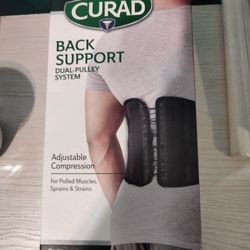 CURAD
BACK
SUPPORT
DUAL-PULLEY
SYSTEM
Adjustable
Compression
For Pulled Muscles,
Sprains & Strains